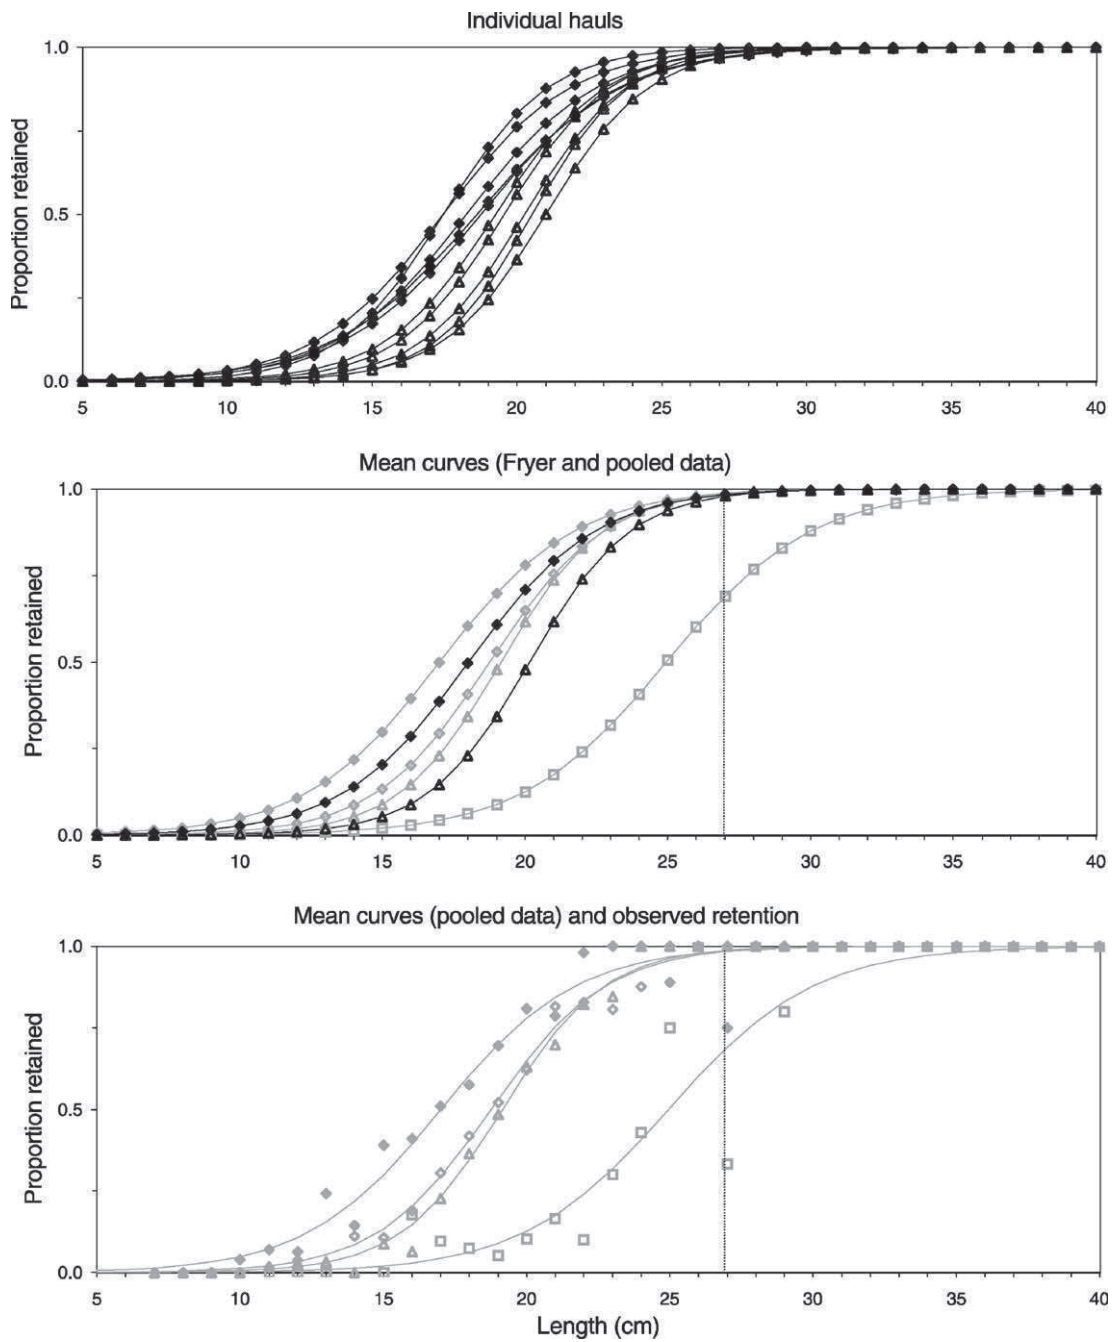 Individual hauls
1.0
0.5
0.0
Proportion retained
5 10 15 20 25 30 35 40
Mean curves (Fryer and pooled data)
1.0
0.5
0.0
Proportion retained
5 10 15 20 25 30 35 40
Mean curves (pooled data) and observed retention
1.0
0.5
0.0
Proportion retained
5 10 15 20 25 30 35 40
Length (cm)